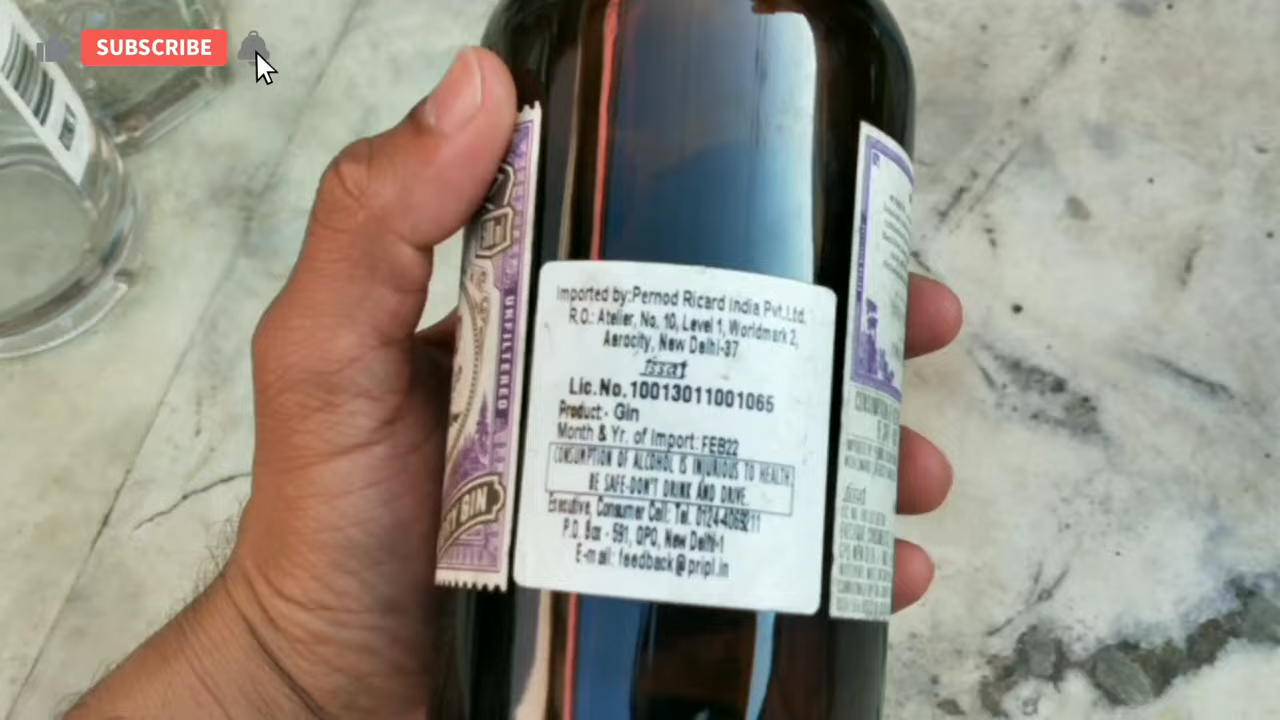 SUBSCRIBE
Imported by:Pernod Ricard India Pvt.Ltd.
R.O.: Atelier, No. 10, Level 1, Worldmark 2,
Aerocity, New Delhi-37
fssai
Lic.No.10013011001065
Product:- Gin
Month & Yr. of Import: FEB22
CONSUMPTION OF ALCOHOL IS INJURIOUS TO HEALTH.
BE SAFE-DON'T DRINK AND DRIVE.
Executive, Consumer Cell: Tel. 0124-4069211
P.O. Box - 591, GPO, New Delhi-1
E-mail: feedback@pripl.in
UNFILTERED
GIN